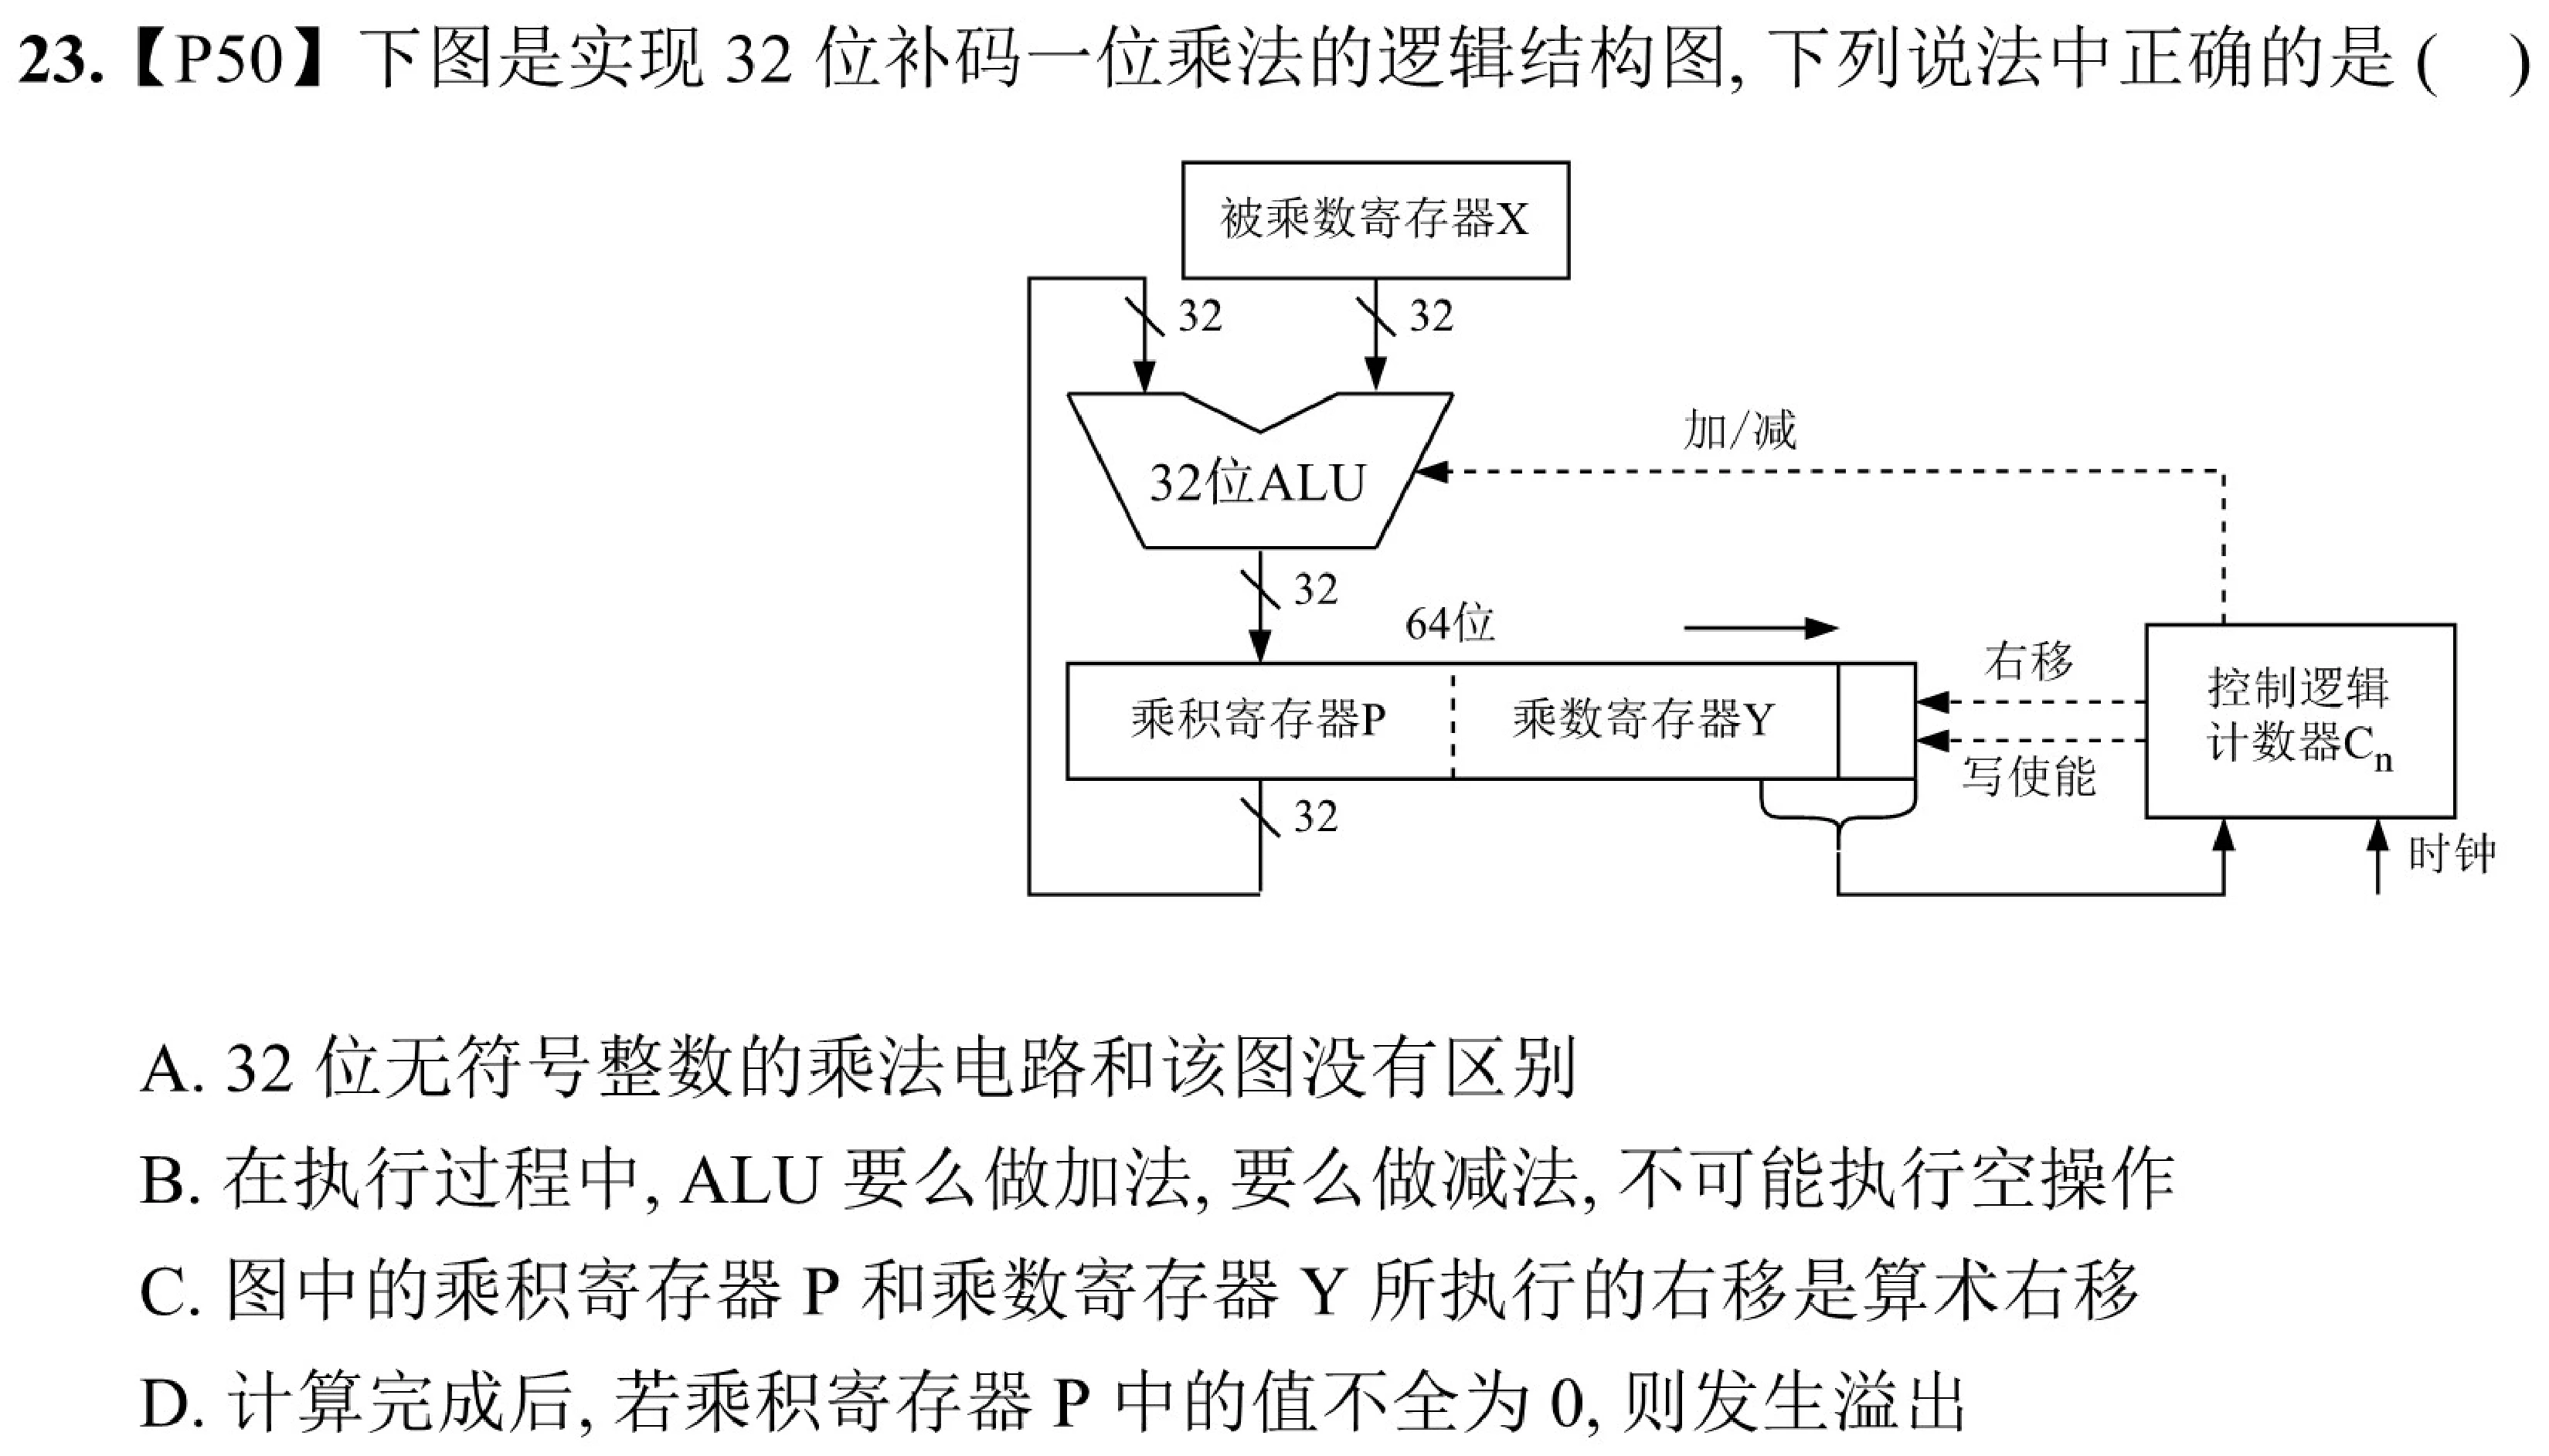 23.【P50】下图是实现 32 位补码一位乘法的逻辑结构图, 下列说法中正确的是 ( )
被乘数寄存器X
32
32
加/减
32位ALU
32
64位
右移
乘积寄存器P
乘数寄存器Y
控制逻辑
计数器Cn
写使能
32
时钟
A. 32 位无符号整数的乘法电路和该图没有区别
B. 在执行过程中, ALU 要么做加法, 要么做减法, 不可能执行空操作
C. 图中的乘积寄存器 P 和乘数寄存器 Y 所执行的右移是算术右移
D. 计算完成后, 若乘积寄存器 P 中的值不全为 0, 则发生溢出